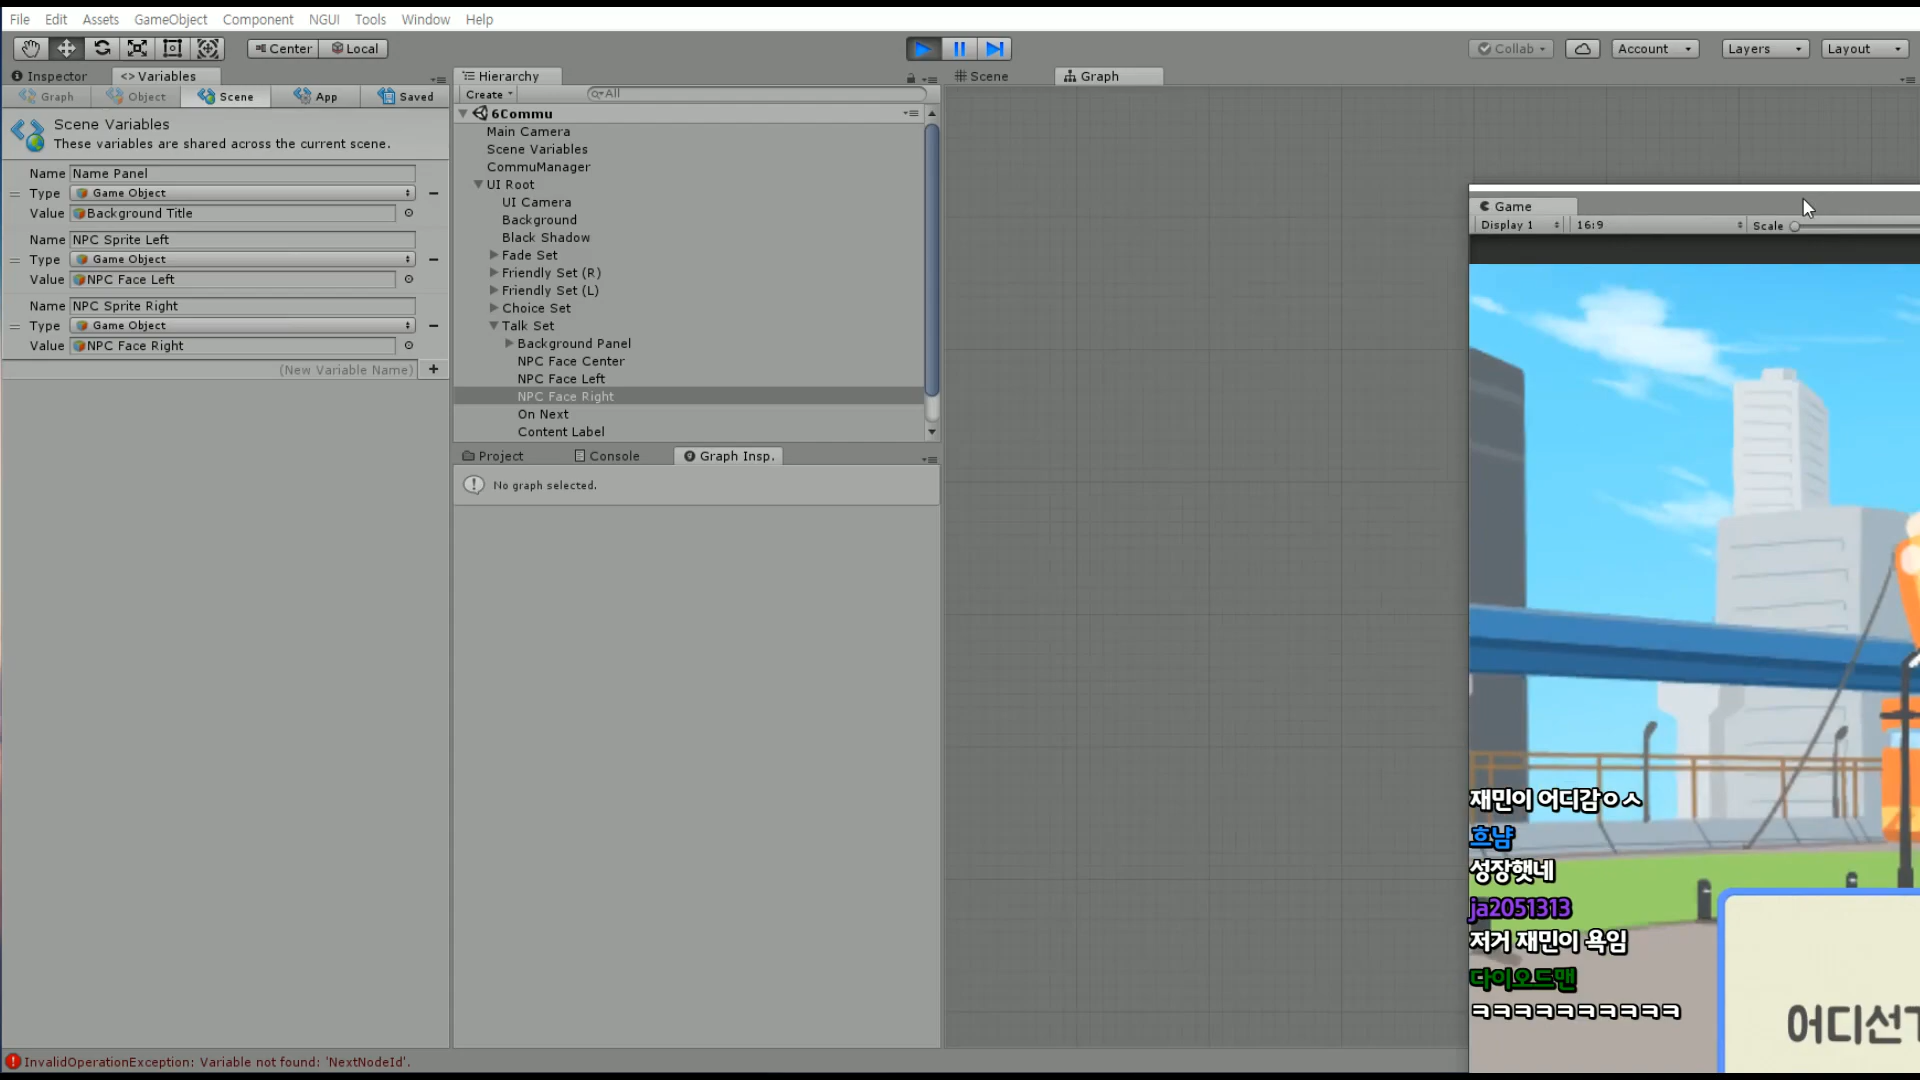 File Edit Assets GameObject Component NGUI Tools Window Help
Center Local
Collab Account Layers Layout
Inspector <> Variables
Graph Object Scene App Saved
Scene Variables
These variables are shared across the current scene.
Name Name Panel
Type Game Object
Value Background Title
Name NPC Sprite Left
Type Game Object
Value NPC Face Left
Name NPC Sprite Right
Type Game Object
Value NPC Face Right
(New Variable Name) +
Hierarchy
Create All
6Commu
Main Camera
Scene Variables
CommuManager
UI Root
UI Camera
Background
Black Shadow
Fade Set
Friendly Set (R)
Friendly Set (L)
Choice Set
Talk Set
Background Panel
NPC Face Center
NPC Face Left
NPC Face Right
On Next
Content Label
Project Console Graph Insp.
No graph selected.
Scene Graph
Game
Display 1 16:9 Scale
재민이 어디감ㅇㅅ
흐냠
성장햇네
ja2051313
저거 재민이 욕임
다이오드맨
ㅋㅋㅋㅋㅋㅋㅋㅋㅋㅋ
어디선
InvalidOperationException: Variable not found: 'NextNodeId'.